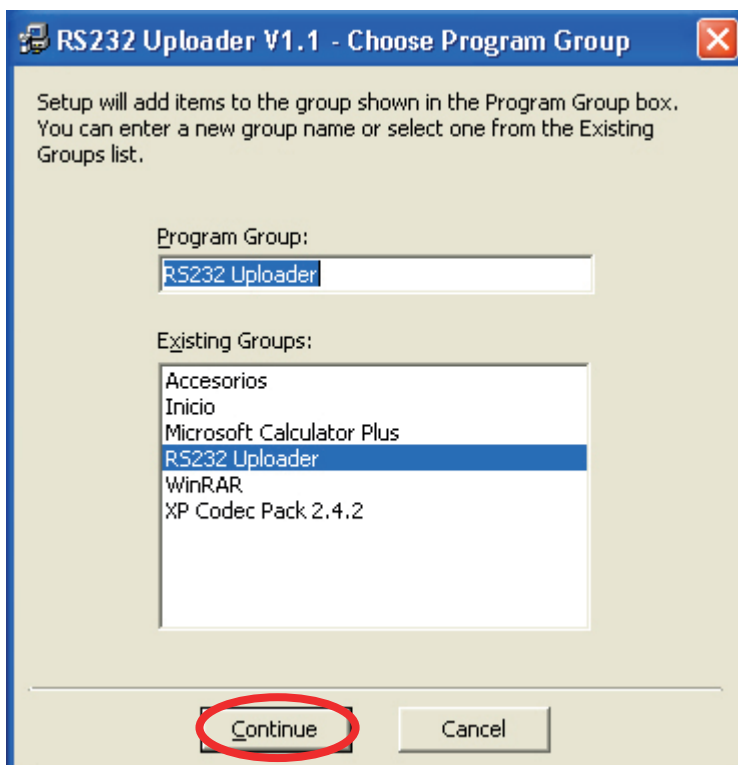 RS232 Uploader V1.1 - Choose Program Group
Setup will add items to the group shown in the Program Group box.
You can enter a new group name or select one from the Existing
Groups list.
Program Group:
RS232 Uploader
Existing Groups:
Accesorios
Inicio
Microsoft Calculator Plus
RS232 Uploader
WinRAR
XP Codec Pack 2.4.2
Continue
Cancel